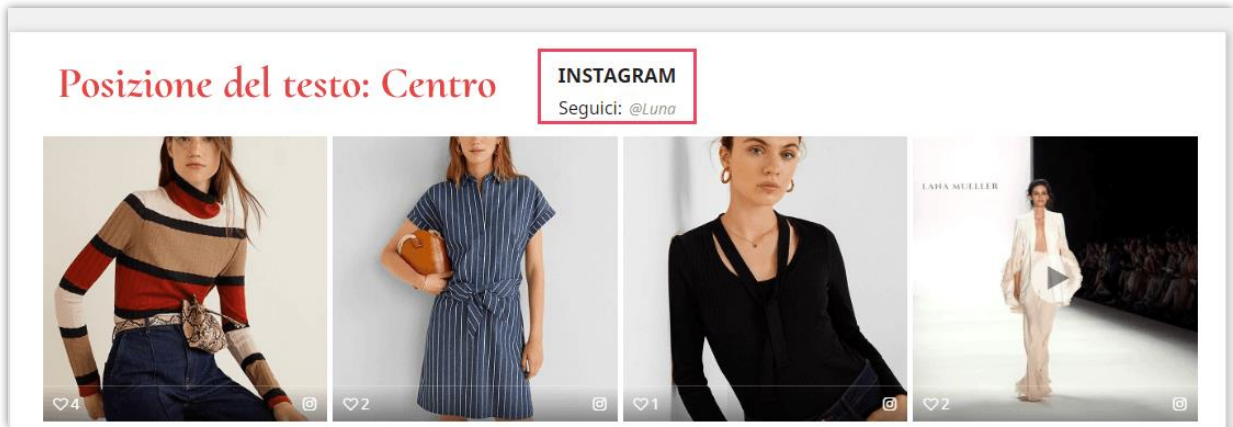 Posizione del testo: Centro
INSTAGRAM
Seguici: @Luna
LANA MUELLER
4
2
1
2